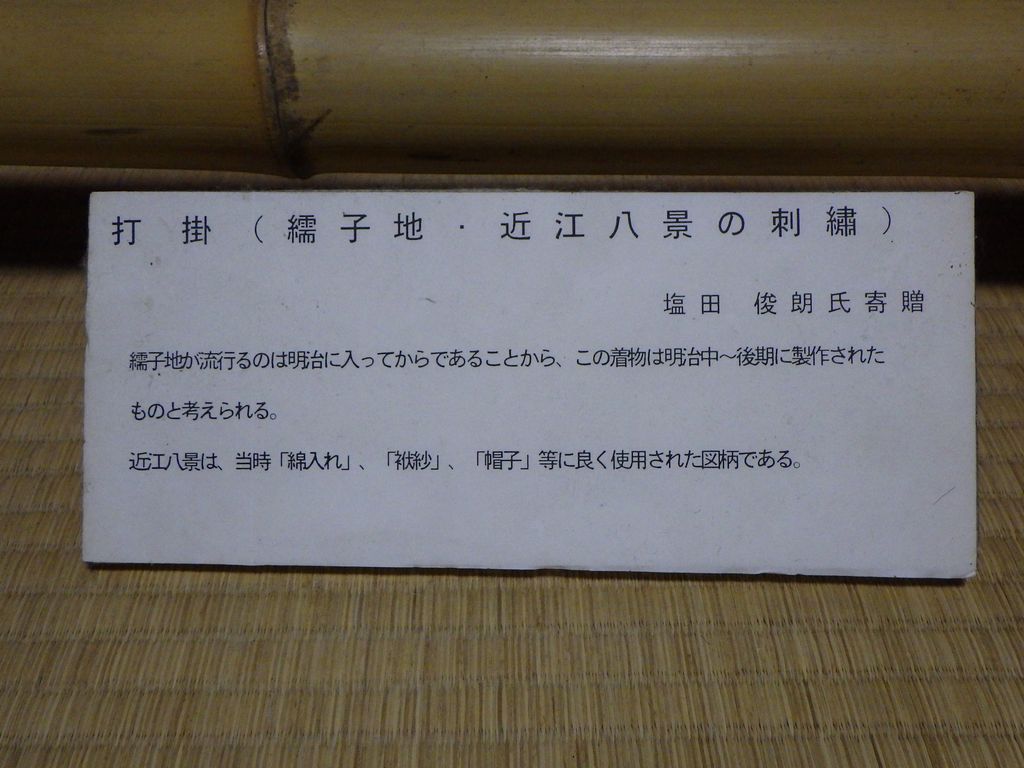 打掛（繻子地・近江八景の刺繡）
塩田 俊朗氏寄贈
繻子地が流行るのは明治に入ってからであることから、この着物は明治中～後期に製作された
ものと考えられる。
近江八景は、当時「綿入れ」、「袱紗」、「帽子」等に良く使用された図柄である。